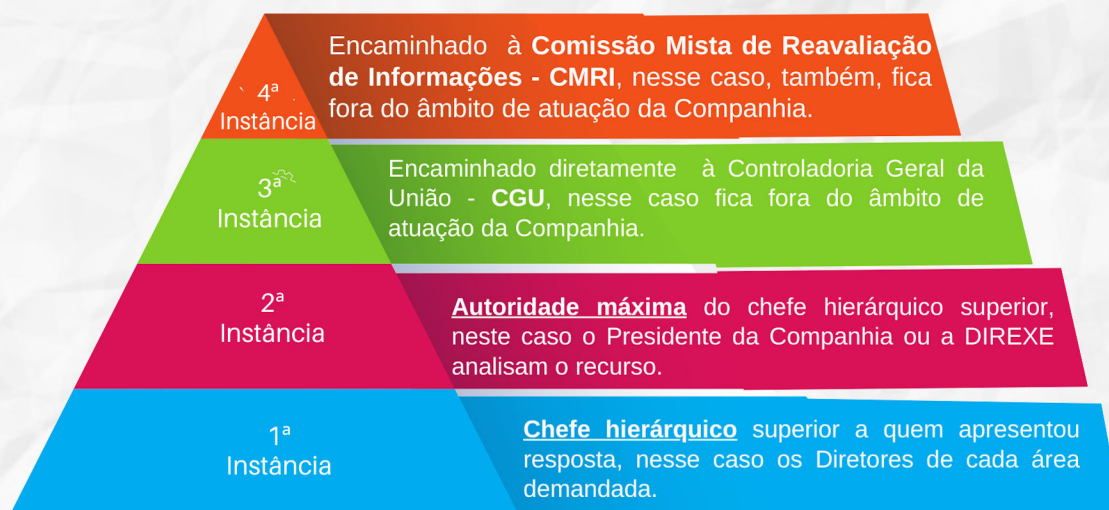 4ª
Instância
Encaminhado à Comissão Mista de Reavaliação
de Informações - CMRI, nesse caso, também, fica
fora do âmbito de atuação da Companhia.
3ª
Instância
Encaminhado diretamente à Controladoria Geral da
União - CGU, nesse caso fica fora do âmbito de
atuação da Companhia.
2ª
Instância
Autoridade máxima do chefe hierárquico superior,
neste caso o Presidente da Companhia ou a DIREXE
analisam o recurso.
1ª
Instância
Chefe hierárquico superior a quem apresentou
resposta, nesse caso os Diretores de cada área
demandada.